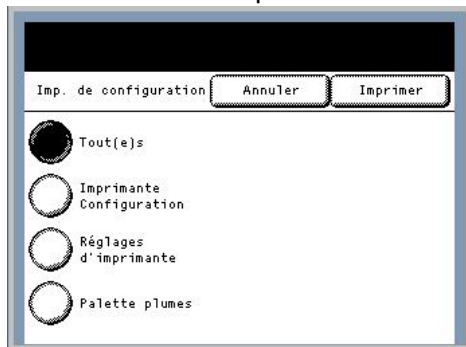 Imp. de configuration Annuler Imprimer
Tout(e)s
Imprimante
Configuration
Réglages
d'imprimante
Palette plumes